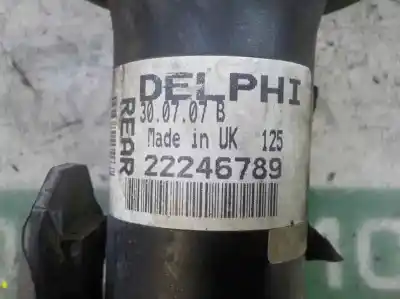 DELPHI
30.07.07 B
Made in UK 125
REAR
22246789